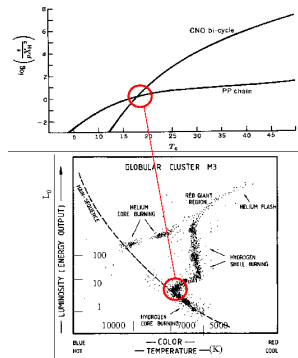 CNO bi-cycle
PP chain
log
6
4
2
0
-2
5
10
15
20
25
30
35
40
45
T6
GLOBULAR CLUSTER M3
MAIN-SEQUENCE
RED GIANT
REGION
HELIUM FLASH
HELIUM
CORE BURNING
HYDROGEN
SHELL BURNING
HYDROGEN
CORE BURNING
LUMINOSITY (ENERGY OUTPUT)
100
10
1
10000
7000
5000
BLUE
COLOR
RED
HOT
TEMPERATURE
(K)
COOL